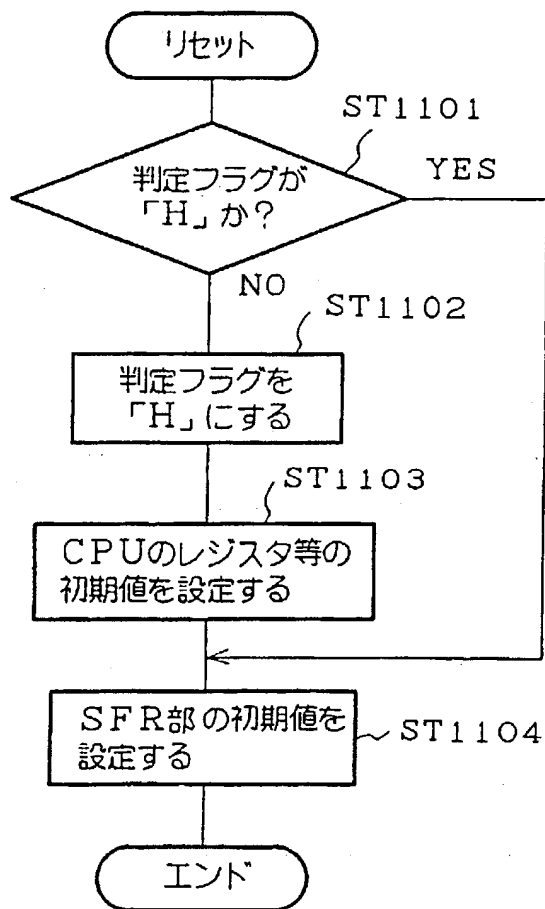 リセット
ST1101
判定フラグが
「H」か?
YES
NO
ST1102
判定フラグを
「H」にする
ST1103
CPUのレジスタ等の
初期値を設定する
SFR部の初期値を
設定する
ST1104
エンド